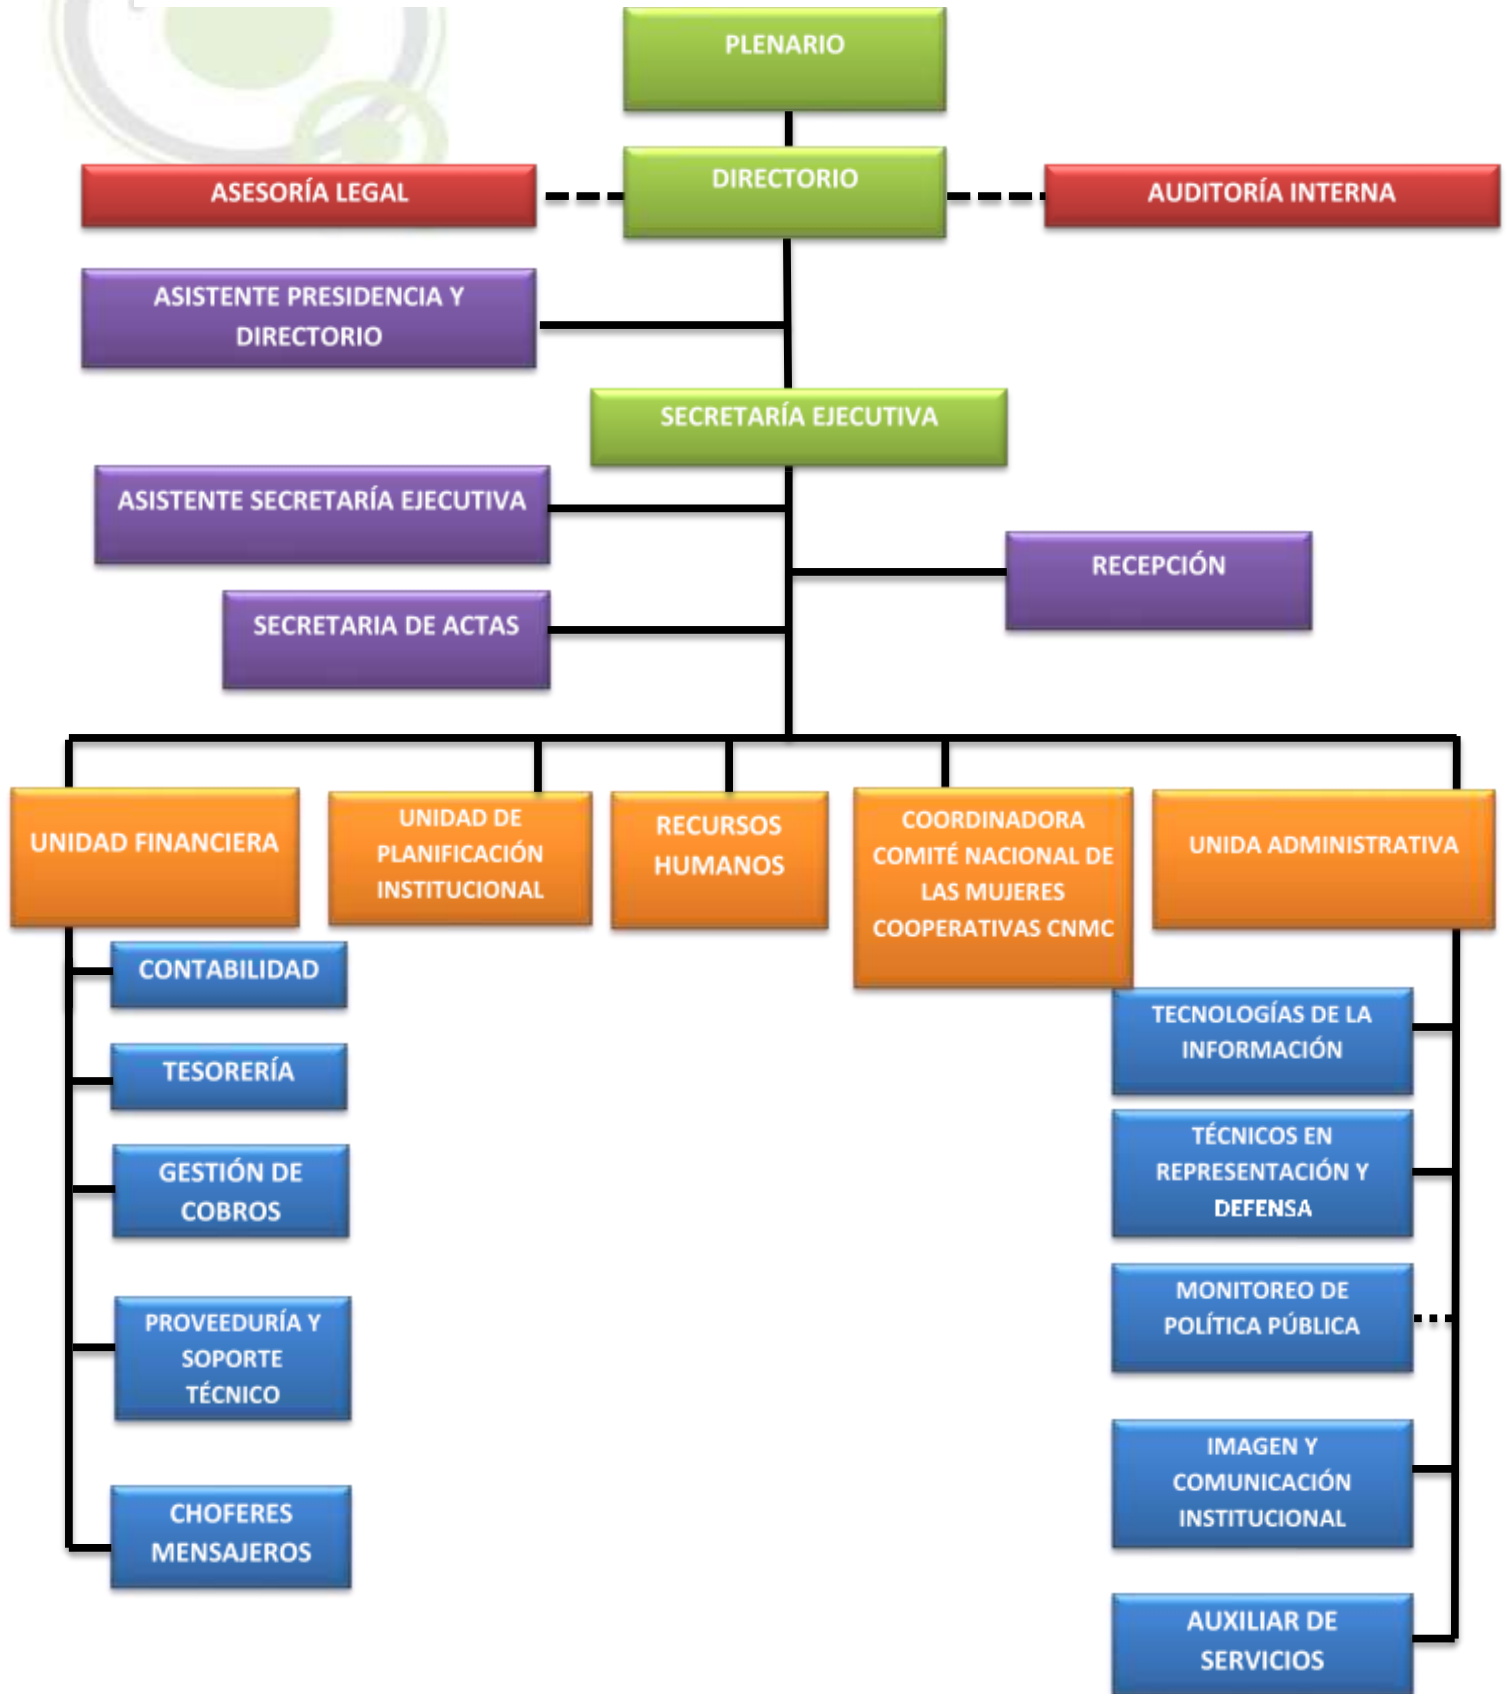 PLENARIO
DIRECTORIO
ASESORÍA LEGAL
AUDITORÍA INTERNA
ASISTENTE PRESIDENCIA Y
DIRECTORIO
SECRETARÍA EJECUTIVA
ASISTENTE SECRETARÍA EJECUTIVA
RECEPCIÓN
SECRETARIA DE ACTAS
UNIDAD FINANCIERA
UNIDAD DE
PLANIFICACIÓN
INSTITUCIONAL
RECURSOS
HUMANOS
COORDINADORA
COMITÉ NACIONAL DE
LAS MUJERES
COOPERATIVAS CNMC
UNIDA ADMINISTRATIVA
CONTABILIDAD
TESORERÍA
GESTIÓN DE
COBROS
PROVEEDURÍA Y
SOPORTE
TÉCNICO
CHOFERES
MENSAJEROS
TECNOLOGÍAS DE LA
INFORMACIÓN
TÉCNICOS EN
REPRESENTACIÓN Y
DEFENSA
MONITOREO DE
POLÍTICA PÚBLICA
IMAGEN Y
COMUNICACIÓN
INSTITUCIONAL
AUXILIAR DE
SERVICIOS